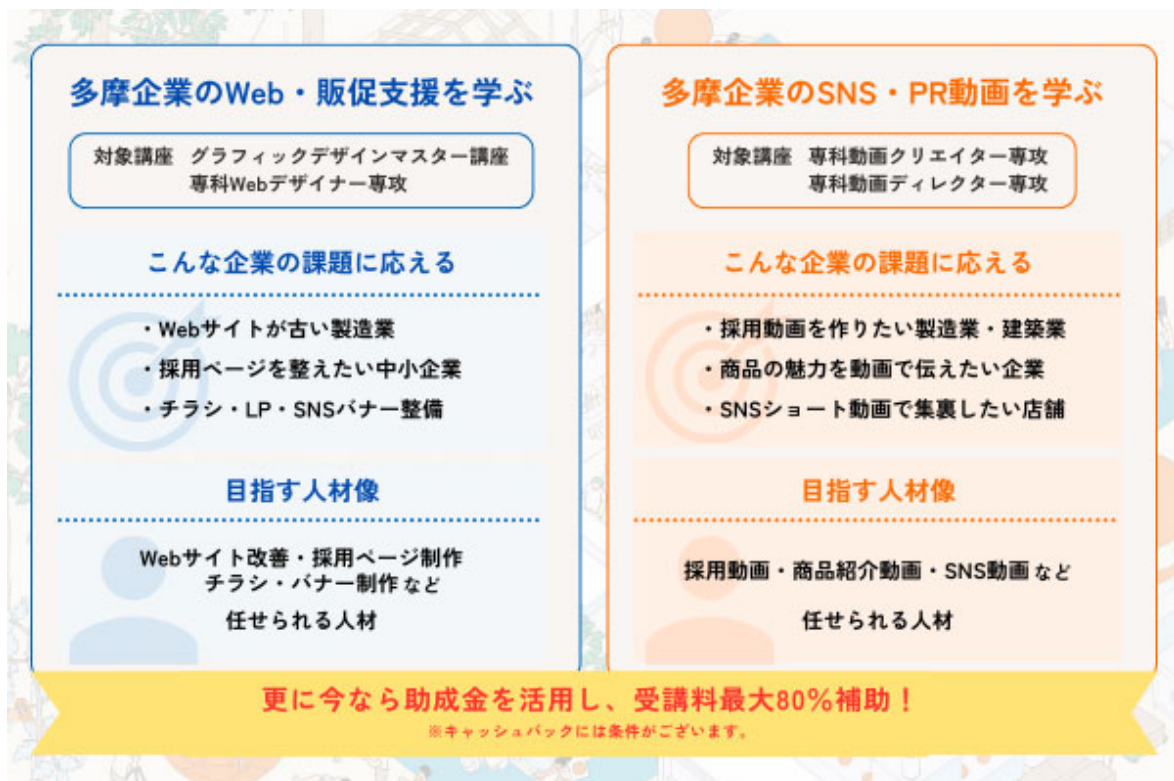 多摩企業のWeb・販促支援を学ぶ
対象講座 グラフィックデザインマスター講座
専科Webデザイナー専攻
こんな企業の課題に応える
・Webサイトが古い製造業
・採用ページを整えたい中小企業
・チラシ・LP・SNSバナー整備
目指す人材像
Webサイト改善・採用ページ制作
チラシ・バナー制作 など
任せられる人材
多摩企業のSNS・PR動画を学ぶ
対象講座 専科動画クリエイター専攻
専科動画ディレクター専攻
こんな企業の課題に応える
・採用動画を作りたい製造業・建築業
・商品の魅力を動画で伝えたい企業
・SNSショート動画で集裏したい店舗
目指す人材像
採用動画・商品紹介動画・SNS動画 など
任せられる人材
更に今なら助成金を活用し、受講料最大80%補助！
※キャッシュバックには条件がございます。